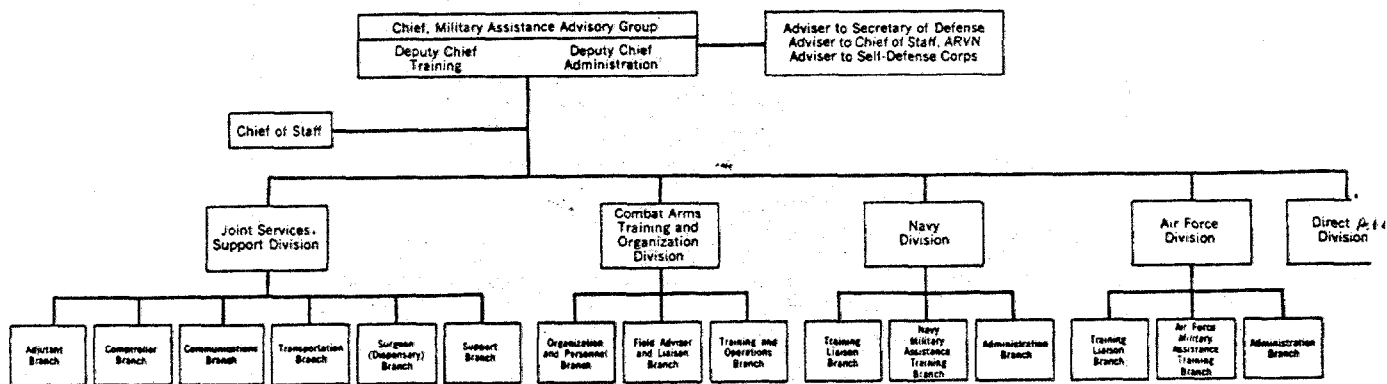 Chief, Military Assistance Advisory Group
Deputy Chief
Training
Deputy Chief
Administration
Adviser to Secretary of Defense
Adviser to Chief of Staff, ARVN
Adviser to Self-Defense Corps
Chief of Staff
Joint Services
Support Division
Combat Arms
Training and
Organization
Division
Navy
Division
Air Force
Division
Direct
Division
Adjutant
Branch
Comptroller
Branch
Communications
Branch
Transportation
Branch
Surgeon
(Dispensary)
Branch
Support
Branch
Organization
and Personnel
Branch
Field Adviser
and Liaison
Branch
Training and
Operations
Branch
Training
Liaison
Branch
Navy
Military
Assistance
Training
Branch
Administration
Branch
Training
Liaison
Branch
Air Force
Military
Assistance
Training
Branch
Administration
Branch